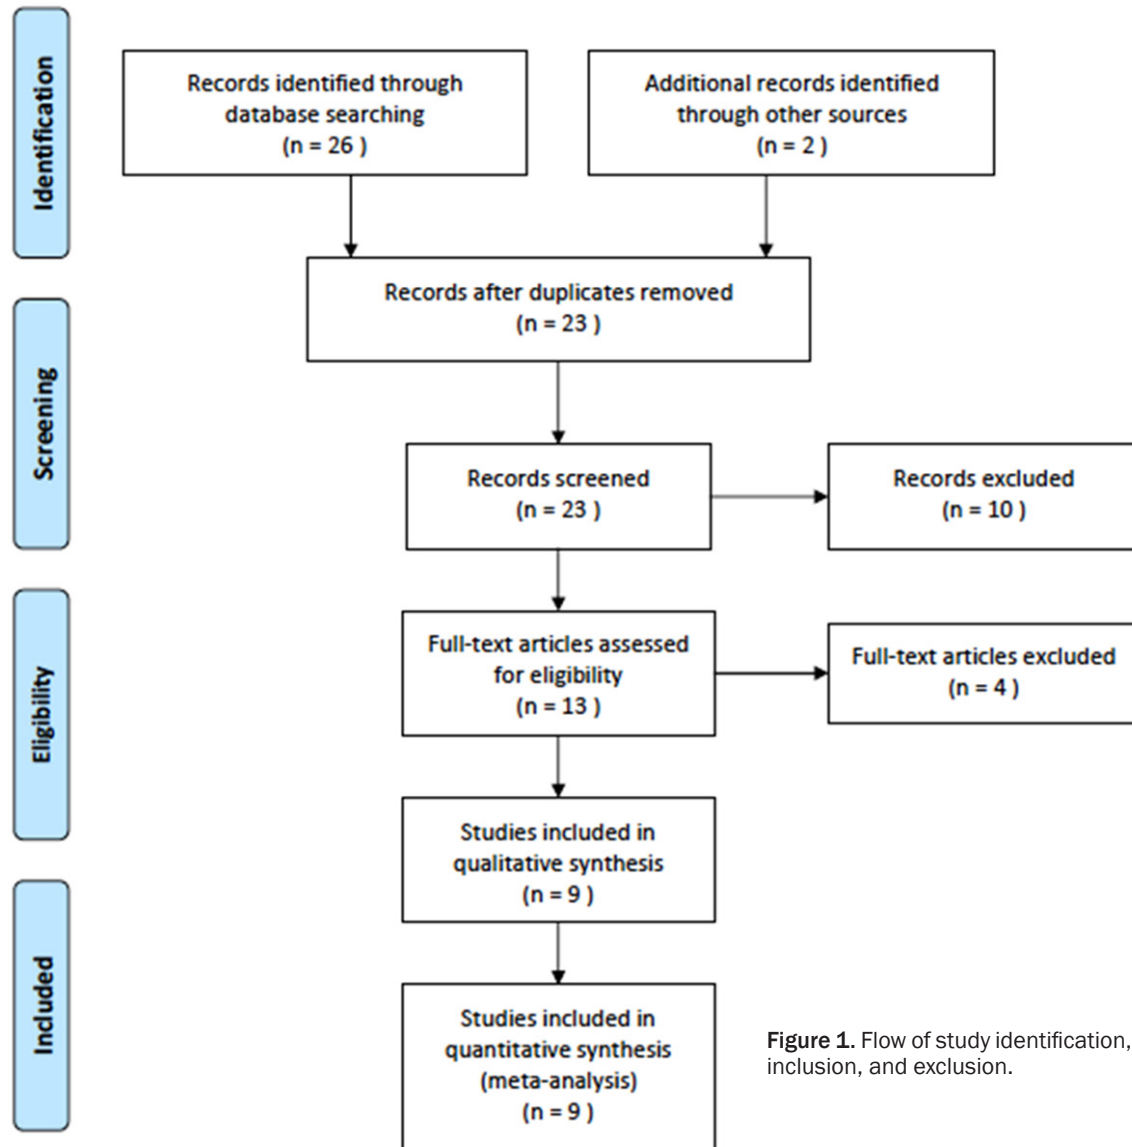 Identification
Records identified through
database searching
(n = 26 )
Additional records identified
through other sources
(n = 2 )
Records after duplicates removed
(n = 23 )
Screening
Records screened
(n = 23 )
Records excluded
(n = 10 )
Eligibility
Full-text articles assessed
for eligibility
(n = 13 )
Full-text articles excluded
(n = 4 )
Studies included in
qualitative synthesis
(n = 9 )
Included
Studies included in
quantitative synthesis
(meta-analysis)
(n = 9 )
Figure 1. Flow of study identification,
inclusion, and exclusion.